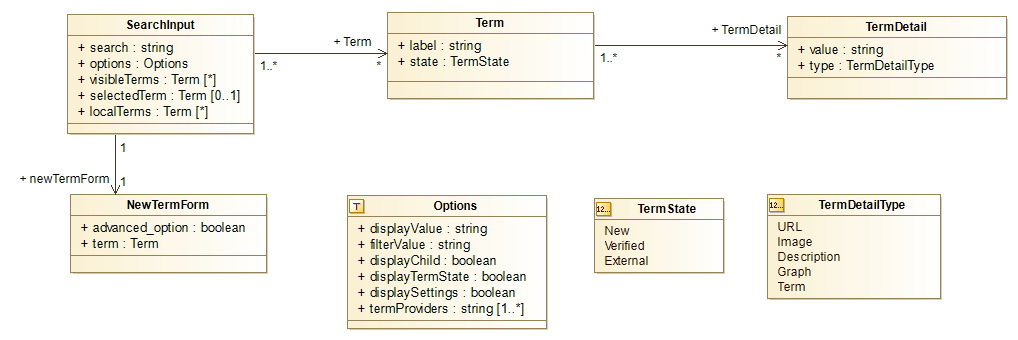 SearchInput
+ search : string
+ options : Options
+ visibleTerms : Term [*]
+ selectedTerm : Term [0..1]
+ localTerms : Term [*]
+ Term
1..*
*
Term
+ label : string
+ state : TermState
+ TermDetail
1..*
*
TermDetail
+ value : string
+ type : TermDetailType
1
+ newTermForm
1
NewTermForm
+ advanced_option : boolean
+ term : Term
T
Options
+ displayValue : string
+ filterValue : string
+ displayChild : boolean
+ displayTermState : boolean
+ displaySettings : boolean
+ termProviders : string [1..*]
12...
TermState
New
Verified
External
12...
TermDetailType
URL
Image
Description
Graph
Term